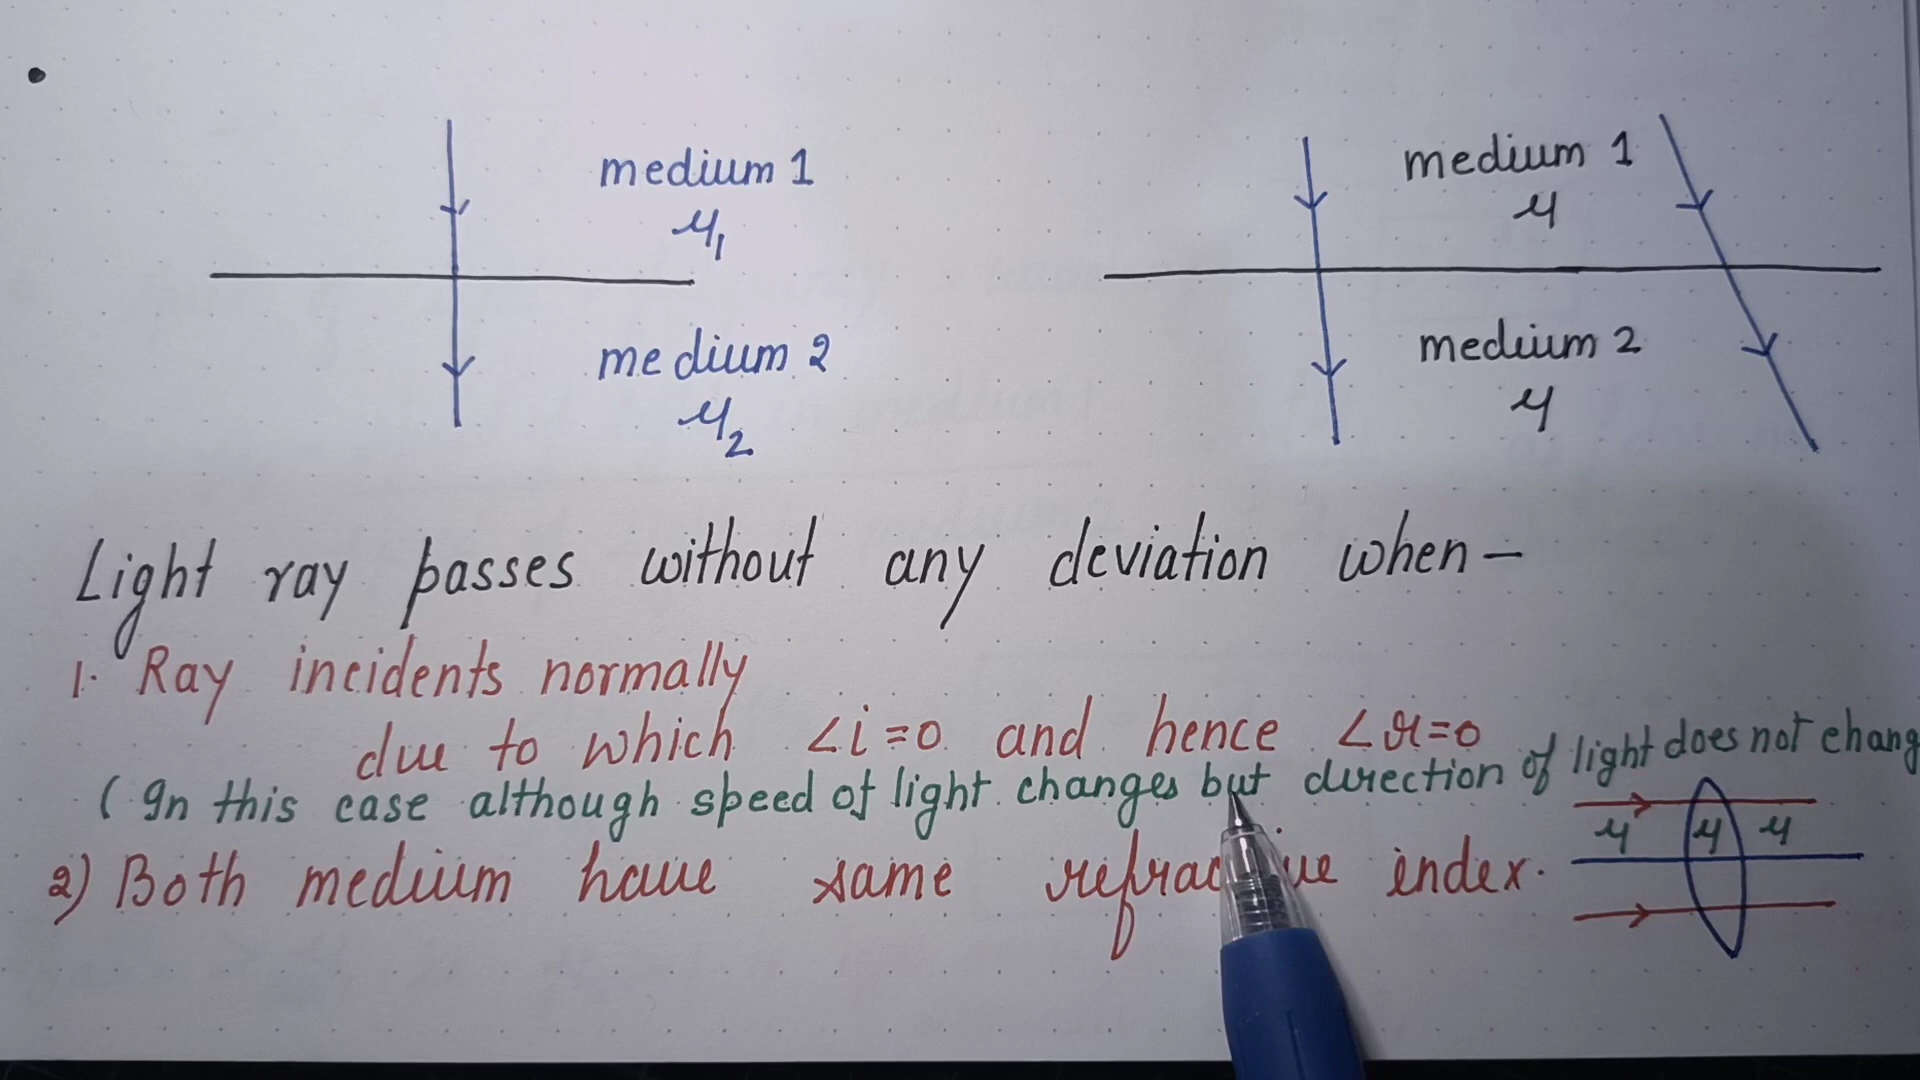 medium 1
μ₁
medium 2
μ₂
medium 1
μ
medium 2
μ
Light ray passes without any deviation when—
1. Ray incidents normally
due to which ∠i=0 and hence ∠r=0
(In this case although speed of light changes but direction of light does not chang
2) Both medium have same refractive index.
μ μ μ